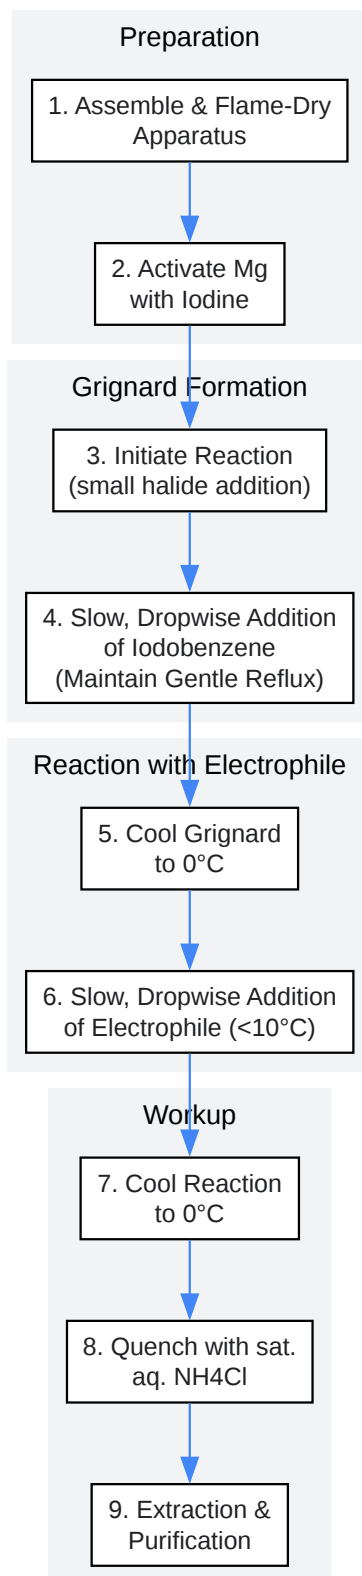 Preparation
1. Assemble & Flame-Dry
Apparatus
2. Activate Mg
with Iodine
Grignard Formation
3. Initiate Reaction
(small halide addition)
4. Slow, Dropwise Addition
of Iodobenzene
(Maintain Gentle Reflux)
Reaction with Electrophile
5. Cool Grignard
to 0°C
6. Slow, Dropwise Addition
of Electrophile (<10°C)
Workup
7. Cool Reaction
to 0°C
8. Quench with sat.
aq. NH4Cl
9. Extraction &
Purification